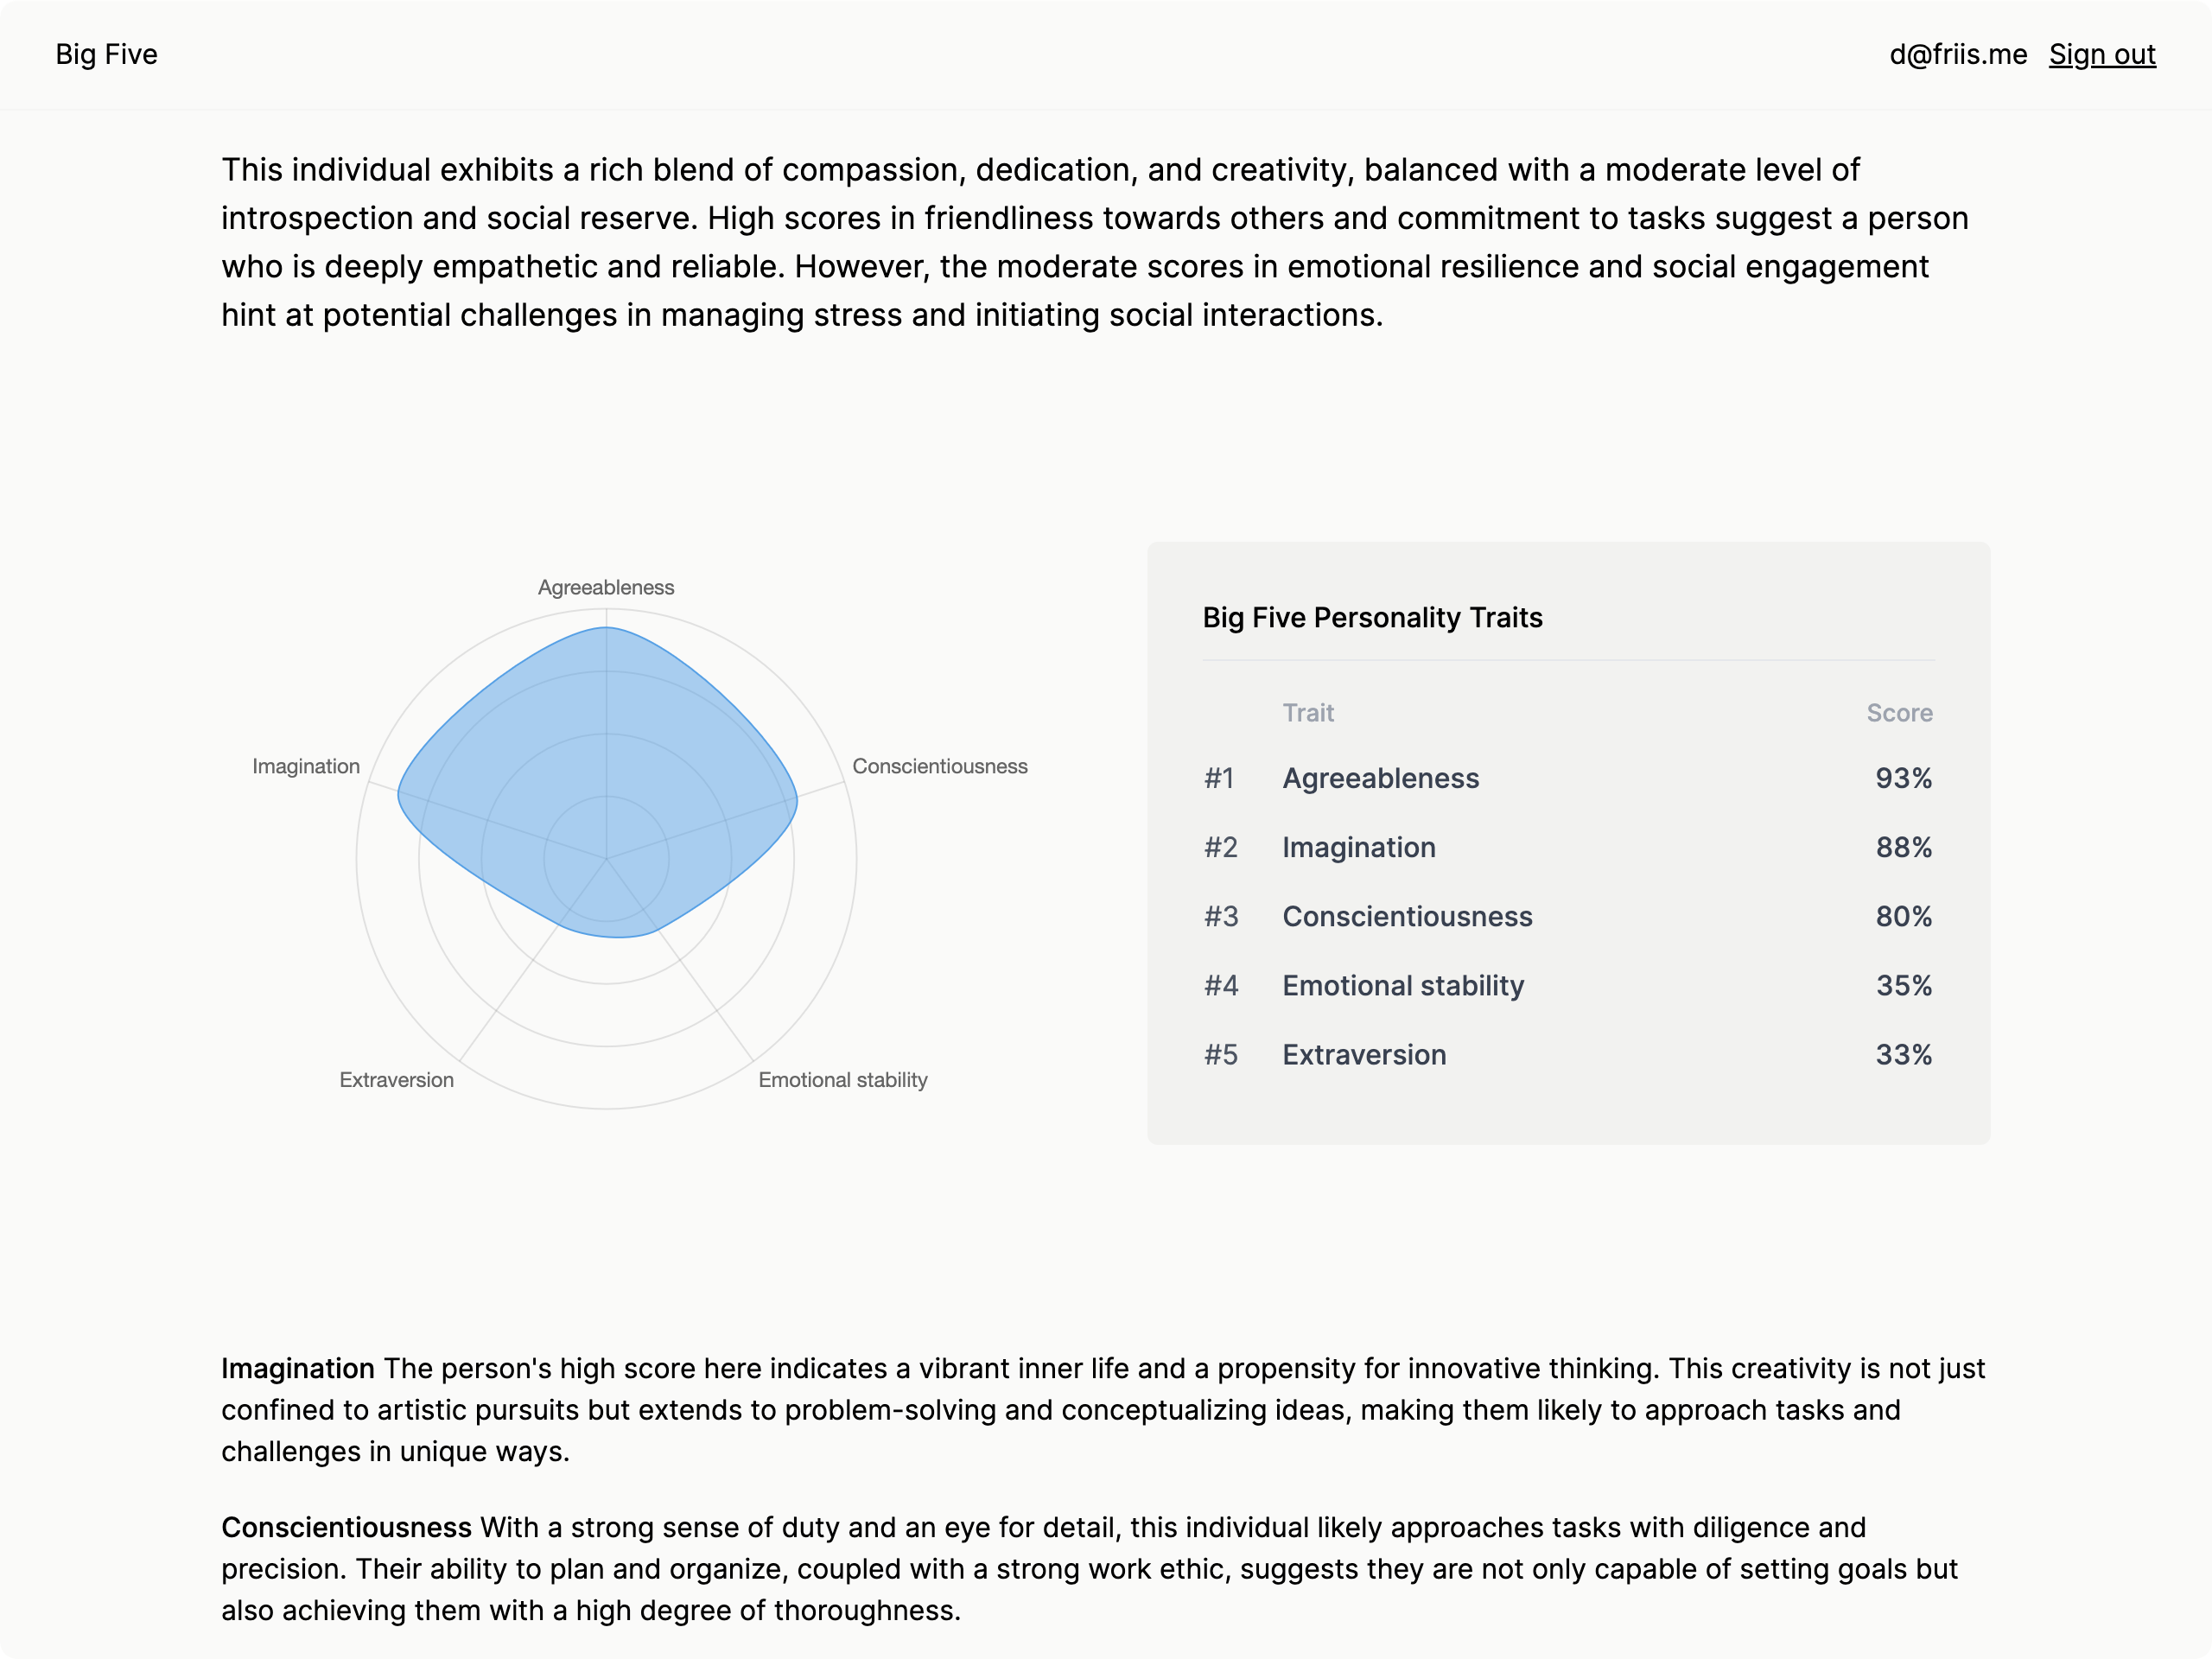 Big Five
d@friis.me Sign out
This individual exhibits a rich blend of compassion, dedication, and creativity, balanced with a moderate level of
introspection and social reserve. High scores in friendliness towards others and commitment to tasks suggest a person
who is deeply empathetic and reliable. However, the moderate scores in emotional resilience and social engagement
hint at potential challenges in managing stress and initiating social interactions.
Agreeableness
Imagination
Conscientiousness
Extraversion
Emotional stability
Big Five Personality Traits
Trait Score
#1 Agreeableness 93%
#2 Imagination 88%
#3 Conscientiousness 80%
#4 Emotional stability 35%
#5 Extraversion 33%
Imagination The person's high score here indicates a vibrant inner life and a propensity for innovative thinking. This creativity is not just
confined to artistic pursuits but extends to problem-solving and conceptualizing ideas, making them likely to approach tasks and
challenges in unique ways.
Conscientiousness With a strong sense of duty and an eye for detail, this individual likely approaches tasks with diligence and
precision. Their ability to plan and organize, coupled with a strong work ethic, suggests they are not only capable of setting goals but
also achieving them with a high degree of thoroughness.